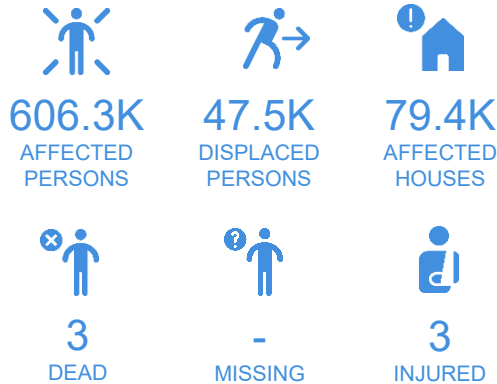 606.3K
AFFECTED
PERSONS
47.5K
DISPLACED
PERSONS
79.4K
AFFECTED
HOUSES
3
DEAD
-
MISSING
3
INJURED